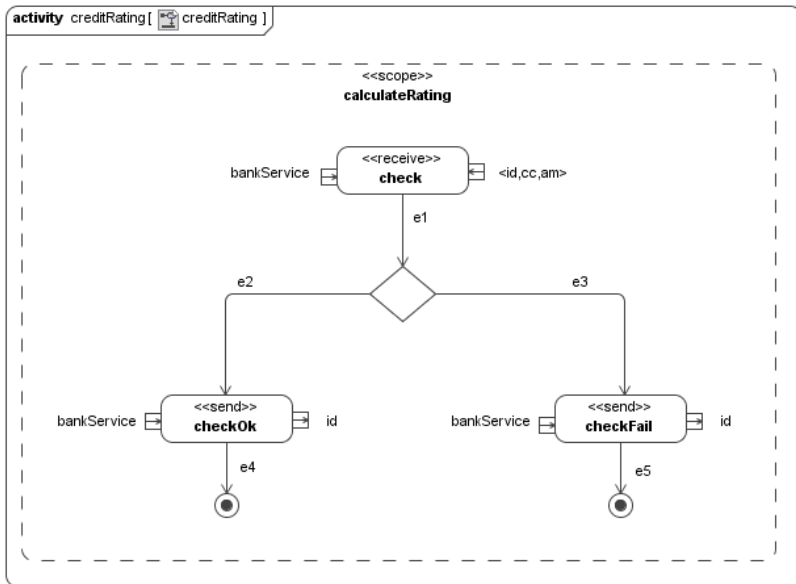 activity creditRating [ creditRating ]
<<scope>>
calculateRating
bankService
<<receive>>
check
<id,cc,am>
e1
e2
e3
bankService
<<send>>
checkOk
id
bankService
<<send>>
checkFail
id
e4
e5